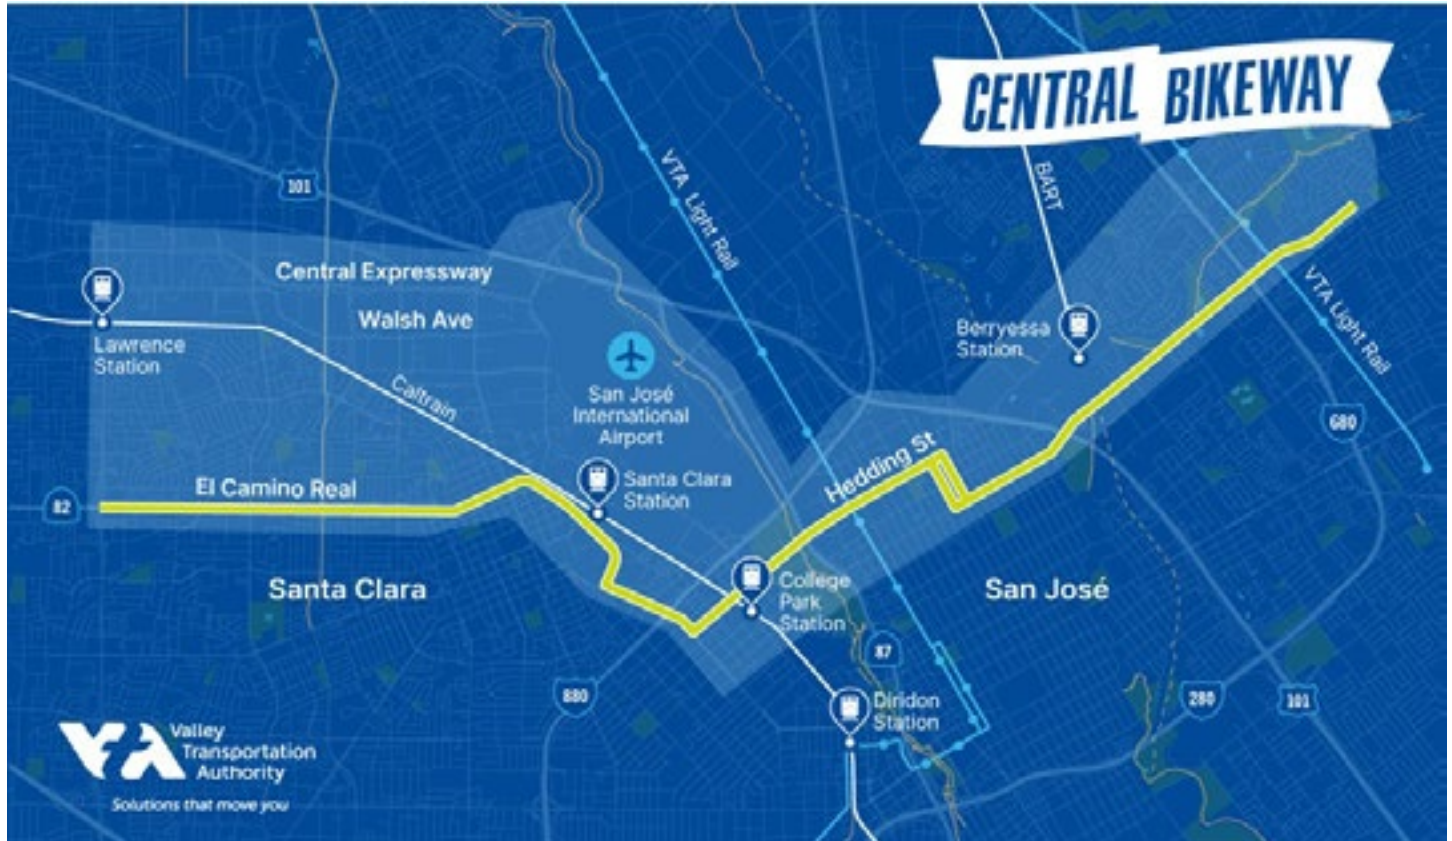 CENTRAL BIKEWAY
101
VTA Light Rail
BART
Central Expressway
Walsh Ave
Lawrence
Station
Caltrain
San José
International
Airport
Berryessa
Station
VTA Light Rail
680
82
El Camino Real
Santa Clara
Station
Hedding St
Santa Clara
College
Park
Station
San José
87
880
Diridon
Station
280
101
VTA
Valley
Transportation
Authority
Solutions that move you